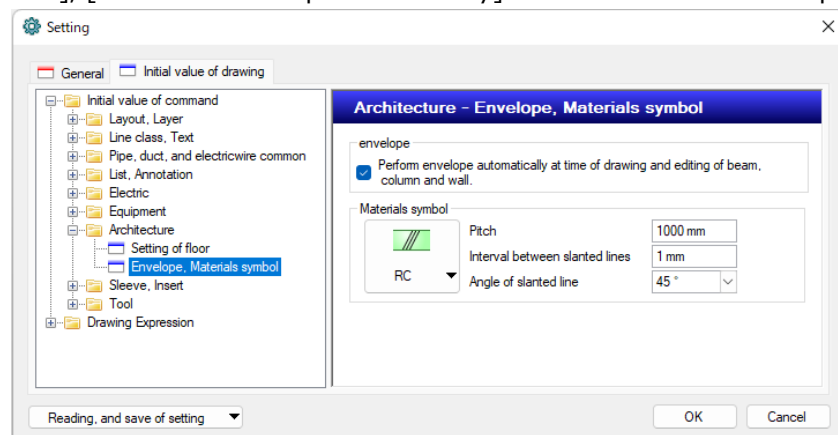 Setting
General
Initial value of drawing
Initial value of command
Layout, Layer
Line class, Text
Pipe, duct, and electricwire common
List, Annotation
Electric
Equipment
Architecture
Setting of floor
Envelope, Materials symbol
Sleeve, Insert
Tool
Drawing Expression
Architecture - Envelope, Materials symbol
envelope
Perform envelope automatically at time of drawing and editing of beam,
column and wall.
Materials symbol
RC
Pitch 1000 mm
Interval between slanted lines 1 mm
Angle of slanted line 45 °
Reading, and save of setting
OK
Cancel